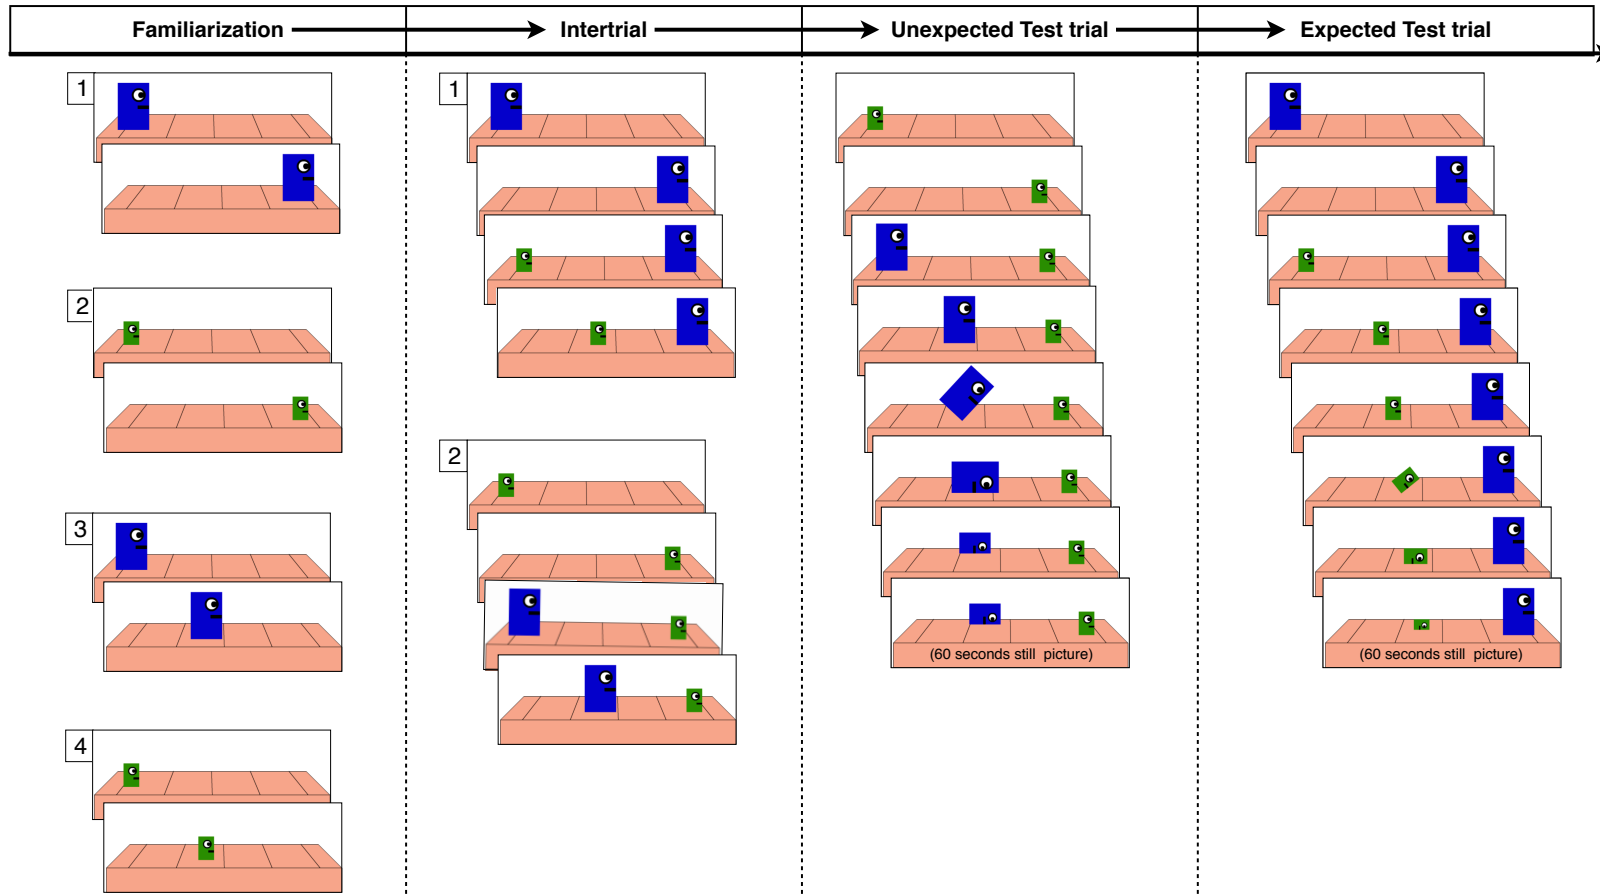 Familiarization
Intertrial
Unexpected Test trial
Expected Test trial
1
2
3
4
1
2
(60 seconds still picture)
(60 seconds still picture)